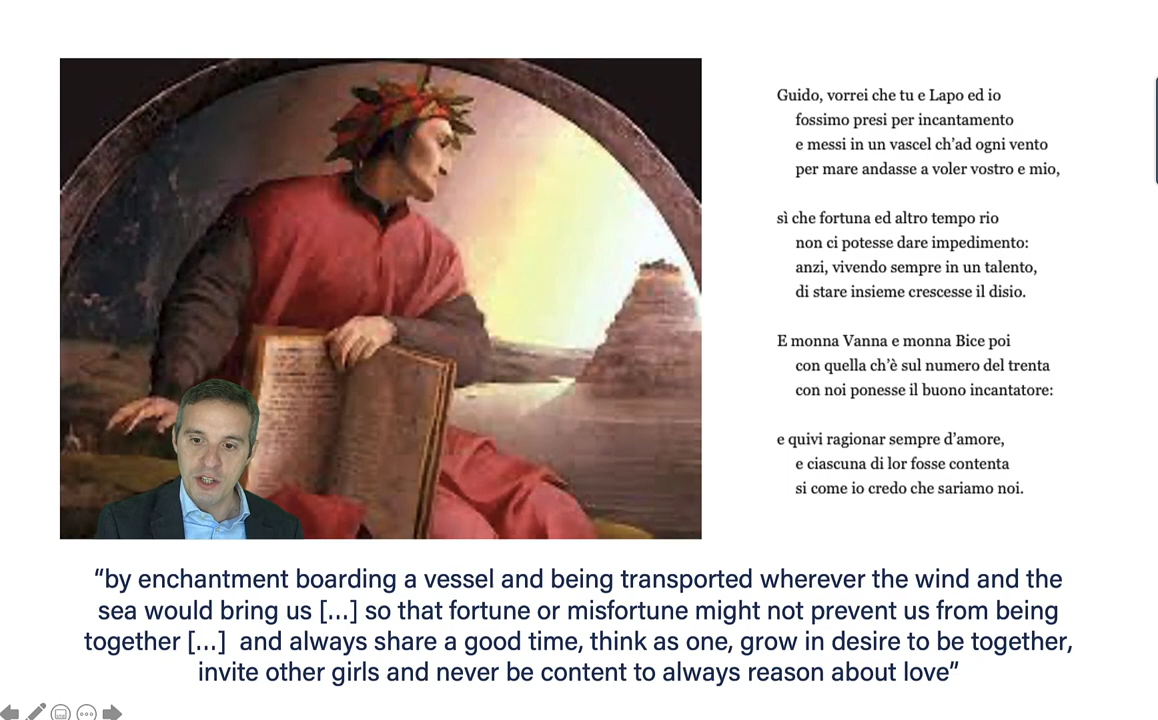 Guido, vorrei che tu e Lapo ed io
fossimo presi per incantamento
e messi in un vascel ch’ad ogni vento
per mare andasse a voler vostro e mio,
sì che fortuna ed altro tempo rio
non ci potesse dare impedimento:
anzi, vivendo sempre in un talento,
di stare insieme crescesse il disio.
E monna Vanna e monna Bice poi
con quella ch’è sul numero del trenta
con noi ponesse il buono incantatore:
e quivi ragionar sempre d’amore,
e ciascuna di lor fosse contenta
si come io credo che sariamo noi.
“by enchantment boarding a vessel and being transported wherever the wind and the
sea would bring us [...] so that fortune or misfortune might not prevent us from being
together [...]  and always share a good time, think as one, grow in desire to be together,
invite other girls and never be content to always reason about love”